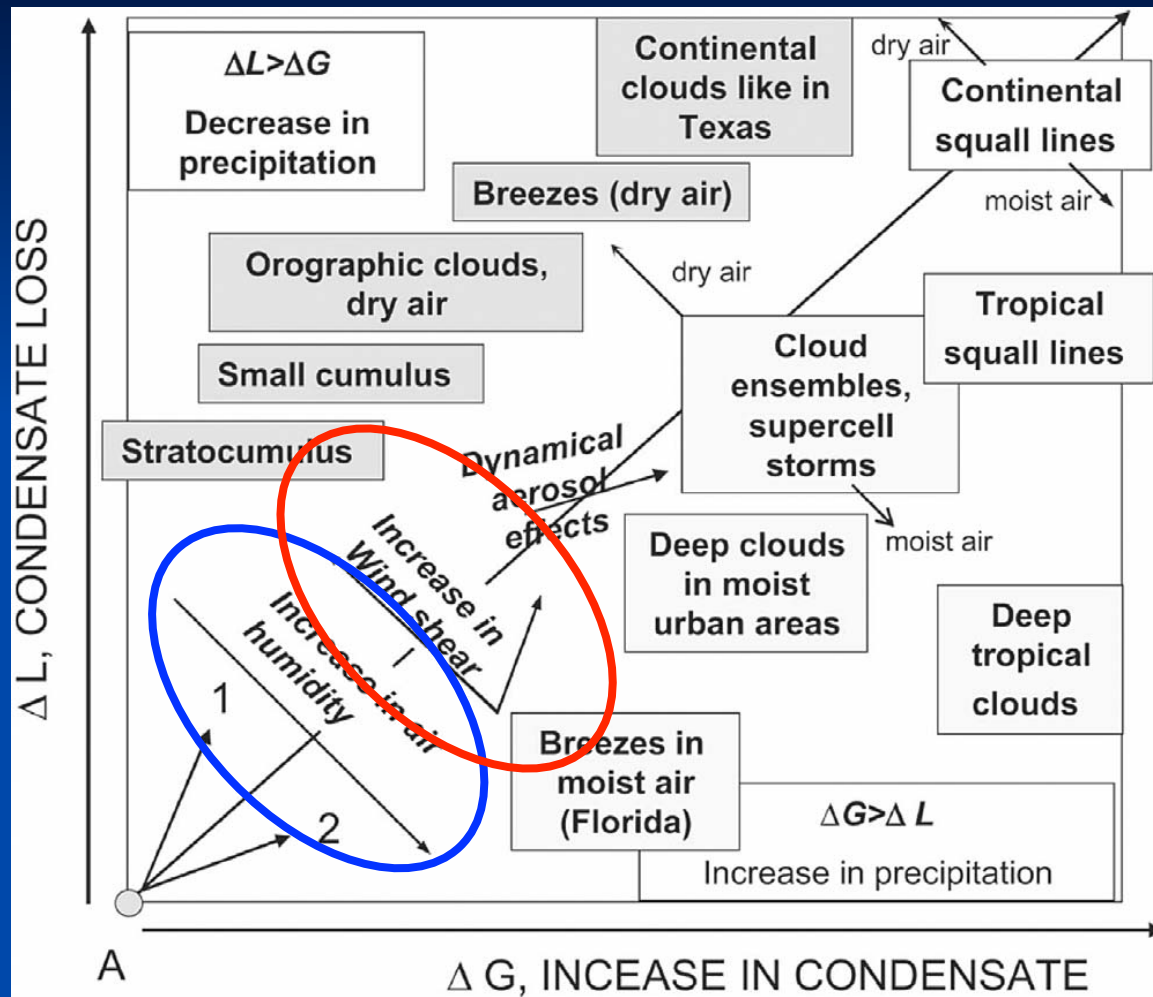 ΔL>ΔG
Decrease in
precipitation
Continental
clouds like in
Texas
dry air
Continental
squall lines
moist air
Breezes (dry air)
Orographic clouds,
dry air
dry air
Tropical
squall lines
Small cumulus
Cloud
ensembles,
supercell
storms
Stratocumulus
Dynamical
aerosol
effects
moist air
Increase in
Wind shear
Deep clouds
in moist
urban areas
Increase in air
humidity
Deep
tropical
clouds
1
2
Breezes in
moist air
(Florida)
ΔG>Δ L
Increase in precipitation
Δ L, CONDENSATE LOSS
A
Δ G, INCEASE IN CONDENSATE